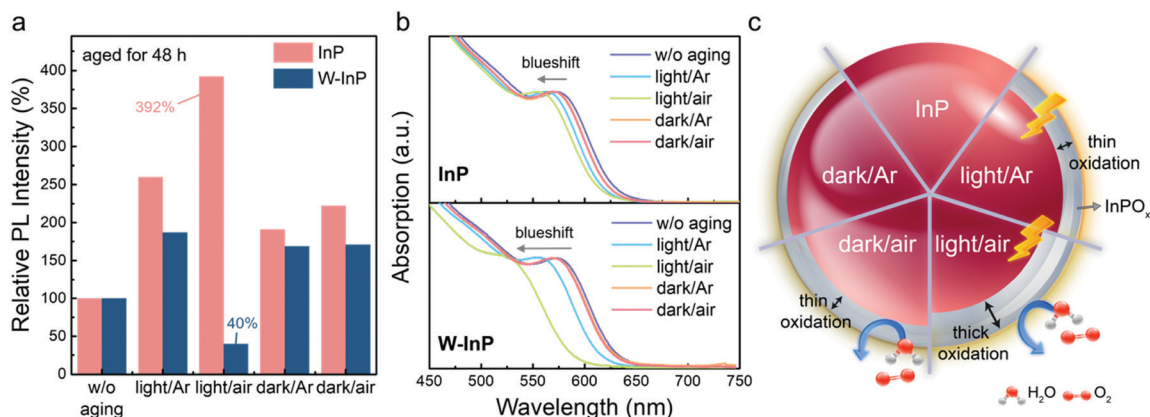 a
aged for 48 h
InP
W-InP
392%
40%
Relative PL Intensity (%)
400
350
300
250
200
150
100
50
0
w/o aging
light/Ar
light/air
dark/Ar
dark/air
b
blueshift
w/o aging
light/Ar
light/air
dark/Ar
dark/air
InP
blueshift
w/o aging
light/Ar
light/air
dark/Ar
dark/air
W-InP
Absorption (a.u.)
450 500 550 600 650 700 750
Wavelength (nm)
c
InP
dark/Ar
light/Ar
dark/air
light/air
thin
oxidation
InPOₓ
thin
oxidation
thick
oxidation
H₂O
O₂